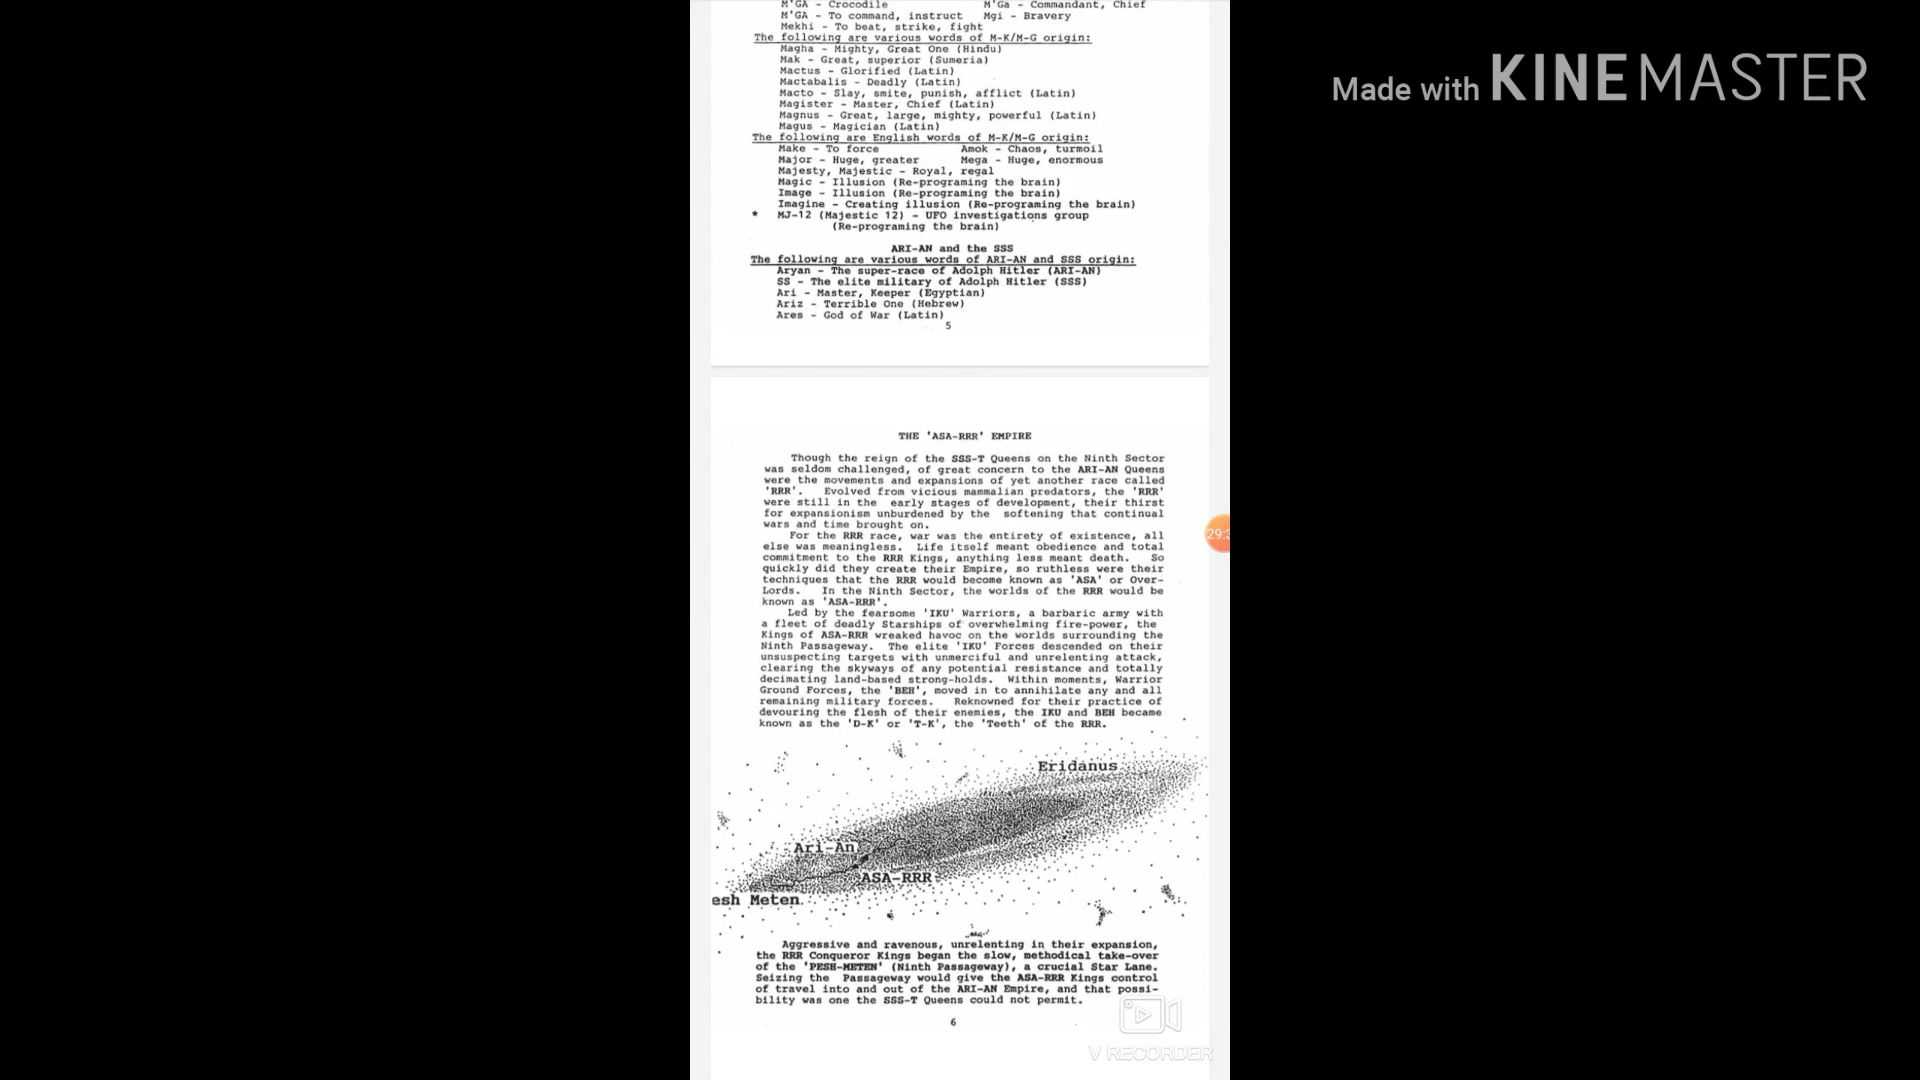 M'GA - Crocodile M'Ga - Commandant, Chief
M'GA - To command, instruct Mgi - Bravery
Mekhi - To beat, strike, fight
The following are various words of M-K/M-G origin:
Magha - Mighty, Great One (Hindu)
Mak - Great, superior (Sumeria)
Mactus - Glorified (Latin)
Mactabalis - Deadly (Latin)
Macto - Slay, smite, punish, afflict (Latin)
Magister - Master, Chief (Latin)
Magnus - Great, large, mighty, powerful (Latin)
Magus - Magician (Latin)
The following are English words of M-K/M-G origin:
Make - To force Amok - Chaos, turmoil
Major - Huge, greater Mega - Huge, enormous
Majesty, Majestic - Royal, regal
Magic - Illusion (Re-programing the brain)
Image - Illusion (Re-programing the brain)
Imagine - Creating illusion (Re-programing the brain)
* MJ-12 (Majestic 12) - UFO investigations group
(Re-programing the brain)
ARI-AN and the SSS
The following are various words of ARI-AN and SSS origin:
Aryan - The super-race of Adolph Hitler (ARI-AN)
SS - The elite military of Adolph Hitler (SSS)
Ari - Master, Keeper (Egyptian)
Ariz - Terrible One (Hebrew)
Ares - God of War (Latin)
5
THE 'ASA-RRR' EMPIRE
Though the reign of the SSS-T Queens on the Ninth Sector
was seldom challenged, of great concern to the ARI-AN Queens
were the movements and expansions of yet another race called
'RRR'. Evolved from vicious mammalian predators, the 'RRR'
were still in the early stages of development, their thirst
for expansionism unburdened by the softening that continual
wars and time brought on.
For the RRR race, war was the entirety of existence, all
else was meaningless. Life itself meant obedience and total
commitment to the RRR Kings, anything less meant death. So
quickly did they create their Empire, so ruthless were their
techniques that the RRR would become known as 'ASA' or Over-
Lords. In the Ninth Sector, the worlds of the RRR would be
known as 'ASA-RRR'.
Led by the fearsome 'IKU' Warriors, a barbaric army with
a fleet of deadly Starships of overwhelming fire-power, the
Kings of ASA-RRR wreaked havoc on the worlds surrounding the
Ninth Passageway. The elite 'IKU' Forces descended on their
unsuspecting targets with unmerciful and unrelenting attack,
clearing the skyways of any potential resistance and totally
decimating land-based strong-holds. Within moments, Warrior
Ground Forces, the 'BEH', moved in to annihilate any and all
remaining military forces. Reknowned for their practice of
devouring the flesh of their enemies, the IKU and BEH became
known as the 'D-K' or 'T-K', the 'Teeth' of the RRR.
Eridanus
Ari-An
ASA-RRR
esh Meten
Aggressive and ravenous, unrelenting in their expansion,
the RRR Conqueror Kings began the slow, methodical take-over
of the 'PESH-METEN' (Ninth Passageway), a crucial Star Lane.
Seizing the Passageway would give the ASA-RRR Kings control
of travel into and out of the ARI-AN Empire, and that possi-
bility was one the SSS-T Queens could not permit.
6
Made with KINEMASTER
V RECORDER